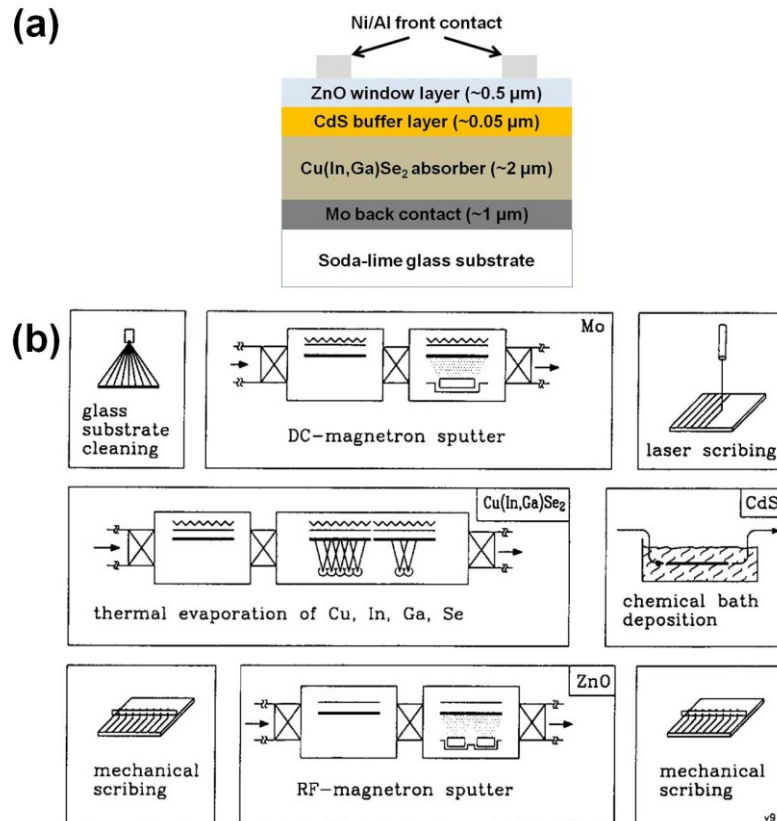 (a)
Ni/Al front contact
ZnO window layer (~0.5 µm)
CdS buffer layer (~0.05 µm)
Cu(In,Ga)Se₂ absorber (~2 µm)
Mo back contact (~1 µm)
Soda-lime glass substrate
(b)
glass
substrate
cleaning
Mo
DC-magnetron sputter
laser scribing
Cu(In,Ga)Se₂
thermal evaporation of Cu, In, Ga, Se
CdS
chemical bath
deposition
mechanical
scribing
ZnO
RF-magnetron sputter
mechanical
scribing
v9